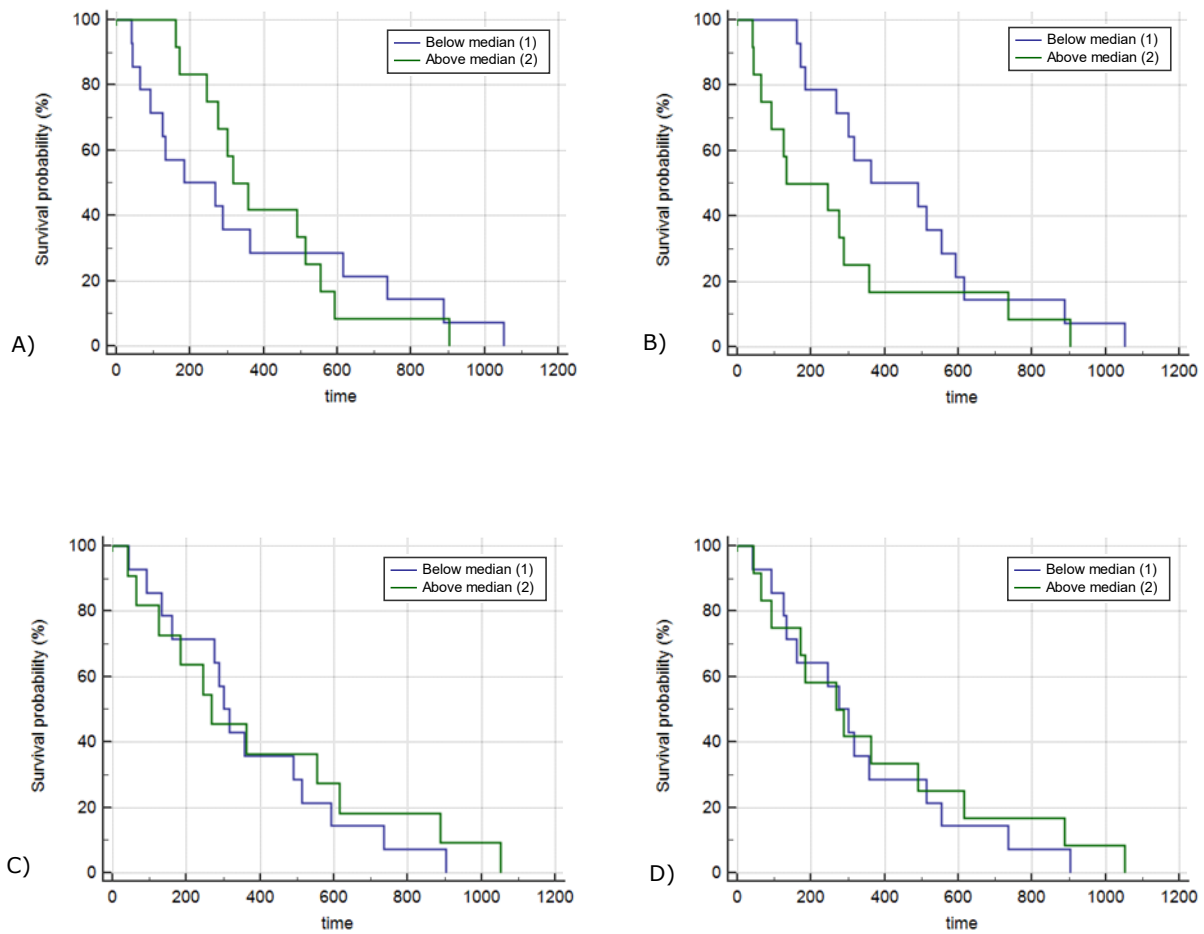 100
80
60
40
20
0
Survival probability (%)
Below median (1)
Above median (2)
0 200 400 600 800 1000 1200
time
A)
100
80
60
40
20
0
Survival probability (%)
Below median (1)
Above median (2)
0 200 400 600 800 1000 1200
time
B)
100
80
60
40
20
0
Survival probability (%)
Below median (1)
Above median (2)
0 200 400 600 800 1000 1200
time
C)
100
80
60
40
20
0
Survival probability (%)
Below median (1)
Above median (2)
0 200 400 600 800 1000 1200
time
D)